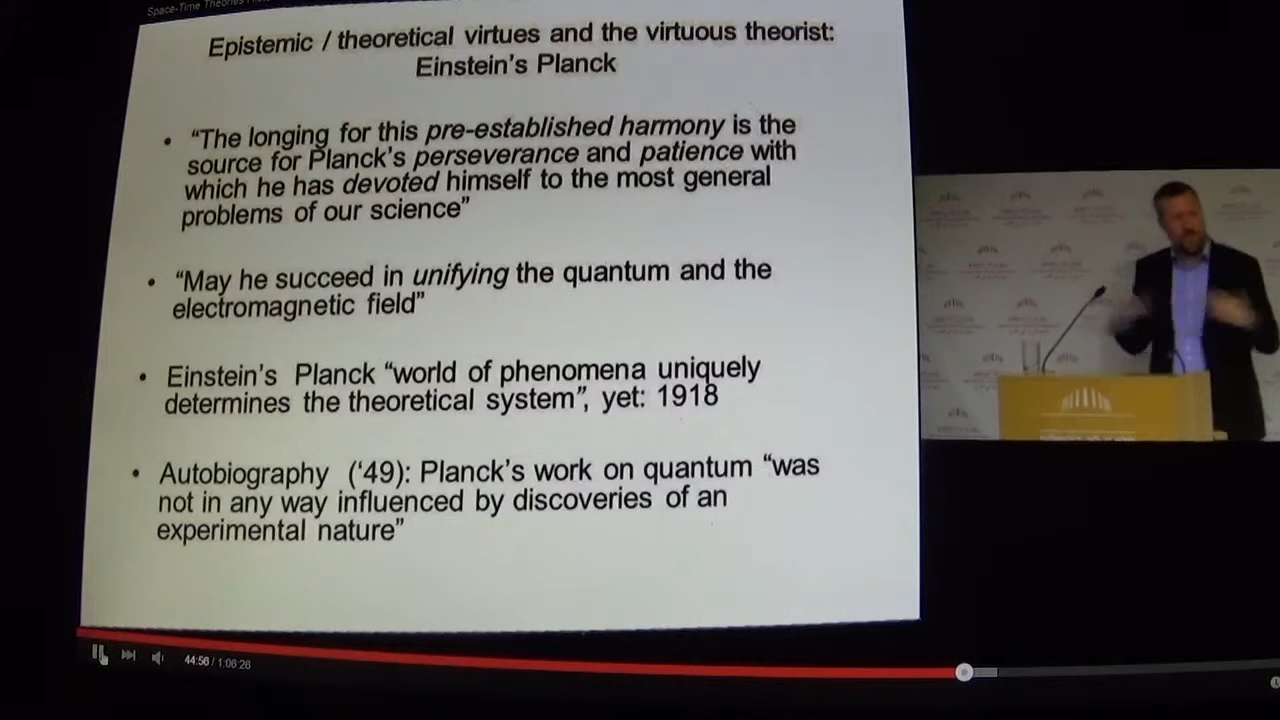 Space-Time Theories
Epistemic / theoretical virtues and the virtuous theorist:
Einstein’s Planck
• “The longing for this pre-established harmony is the
source for Planck’s perseverance and patience with
which he has devoted himself to the most general
problems of our science”
• “May he succeed in unifying the quantum and the
electromagnetic field”
• Einstein’s Planck “world of phenomena uniquely
determines the theoretical system”, yet: 1918
• Autobiography (‘49): Planck’s work on quantum “was
not in any way influenced by discoveries of an
experimental nature”
44:56 / 1:06:26